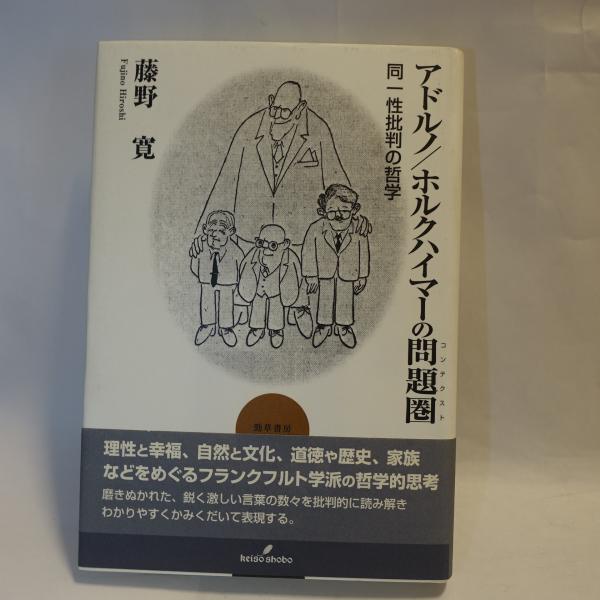 アドルノ/ホルクハイマーの問題圏
コンテクスト
同一性批判の哲学
藤野 寛
Fujino Hiroshi
勁草書房
理性と幸福、自然と文化、道徳や歴史、家族
などをめぐるフランクフルト学派の哲学的思考
磨きぬかれた、鋭く激しい言葉の数々を批判的に読み解き
わかりやすくかみくだいて表現する。
keiso shobo